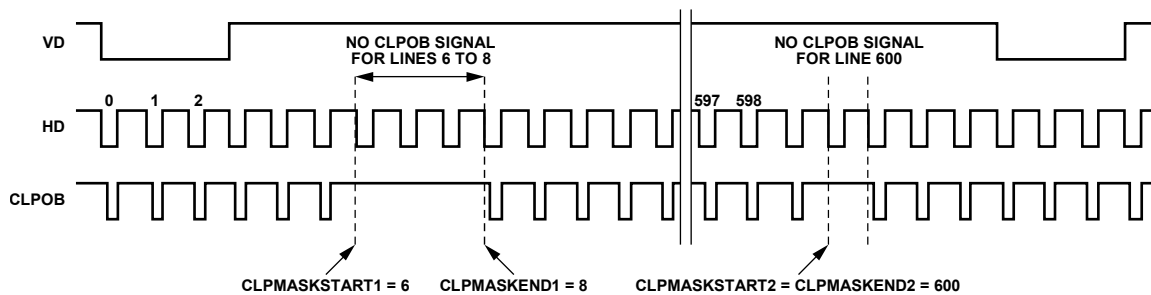 VD
NO CLPOB SIGNAL
FOR LINES 6 TO 8
NO CLPOB SIGNAL
FOR LINE 600
0 1 2 597 598
HD
CLPOB
CLPMASKSTART1 = 6 CLPMASKEND1 = 8 CLPMASKSTART2 = CLPMASKEND2 = 600